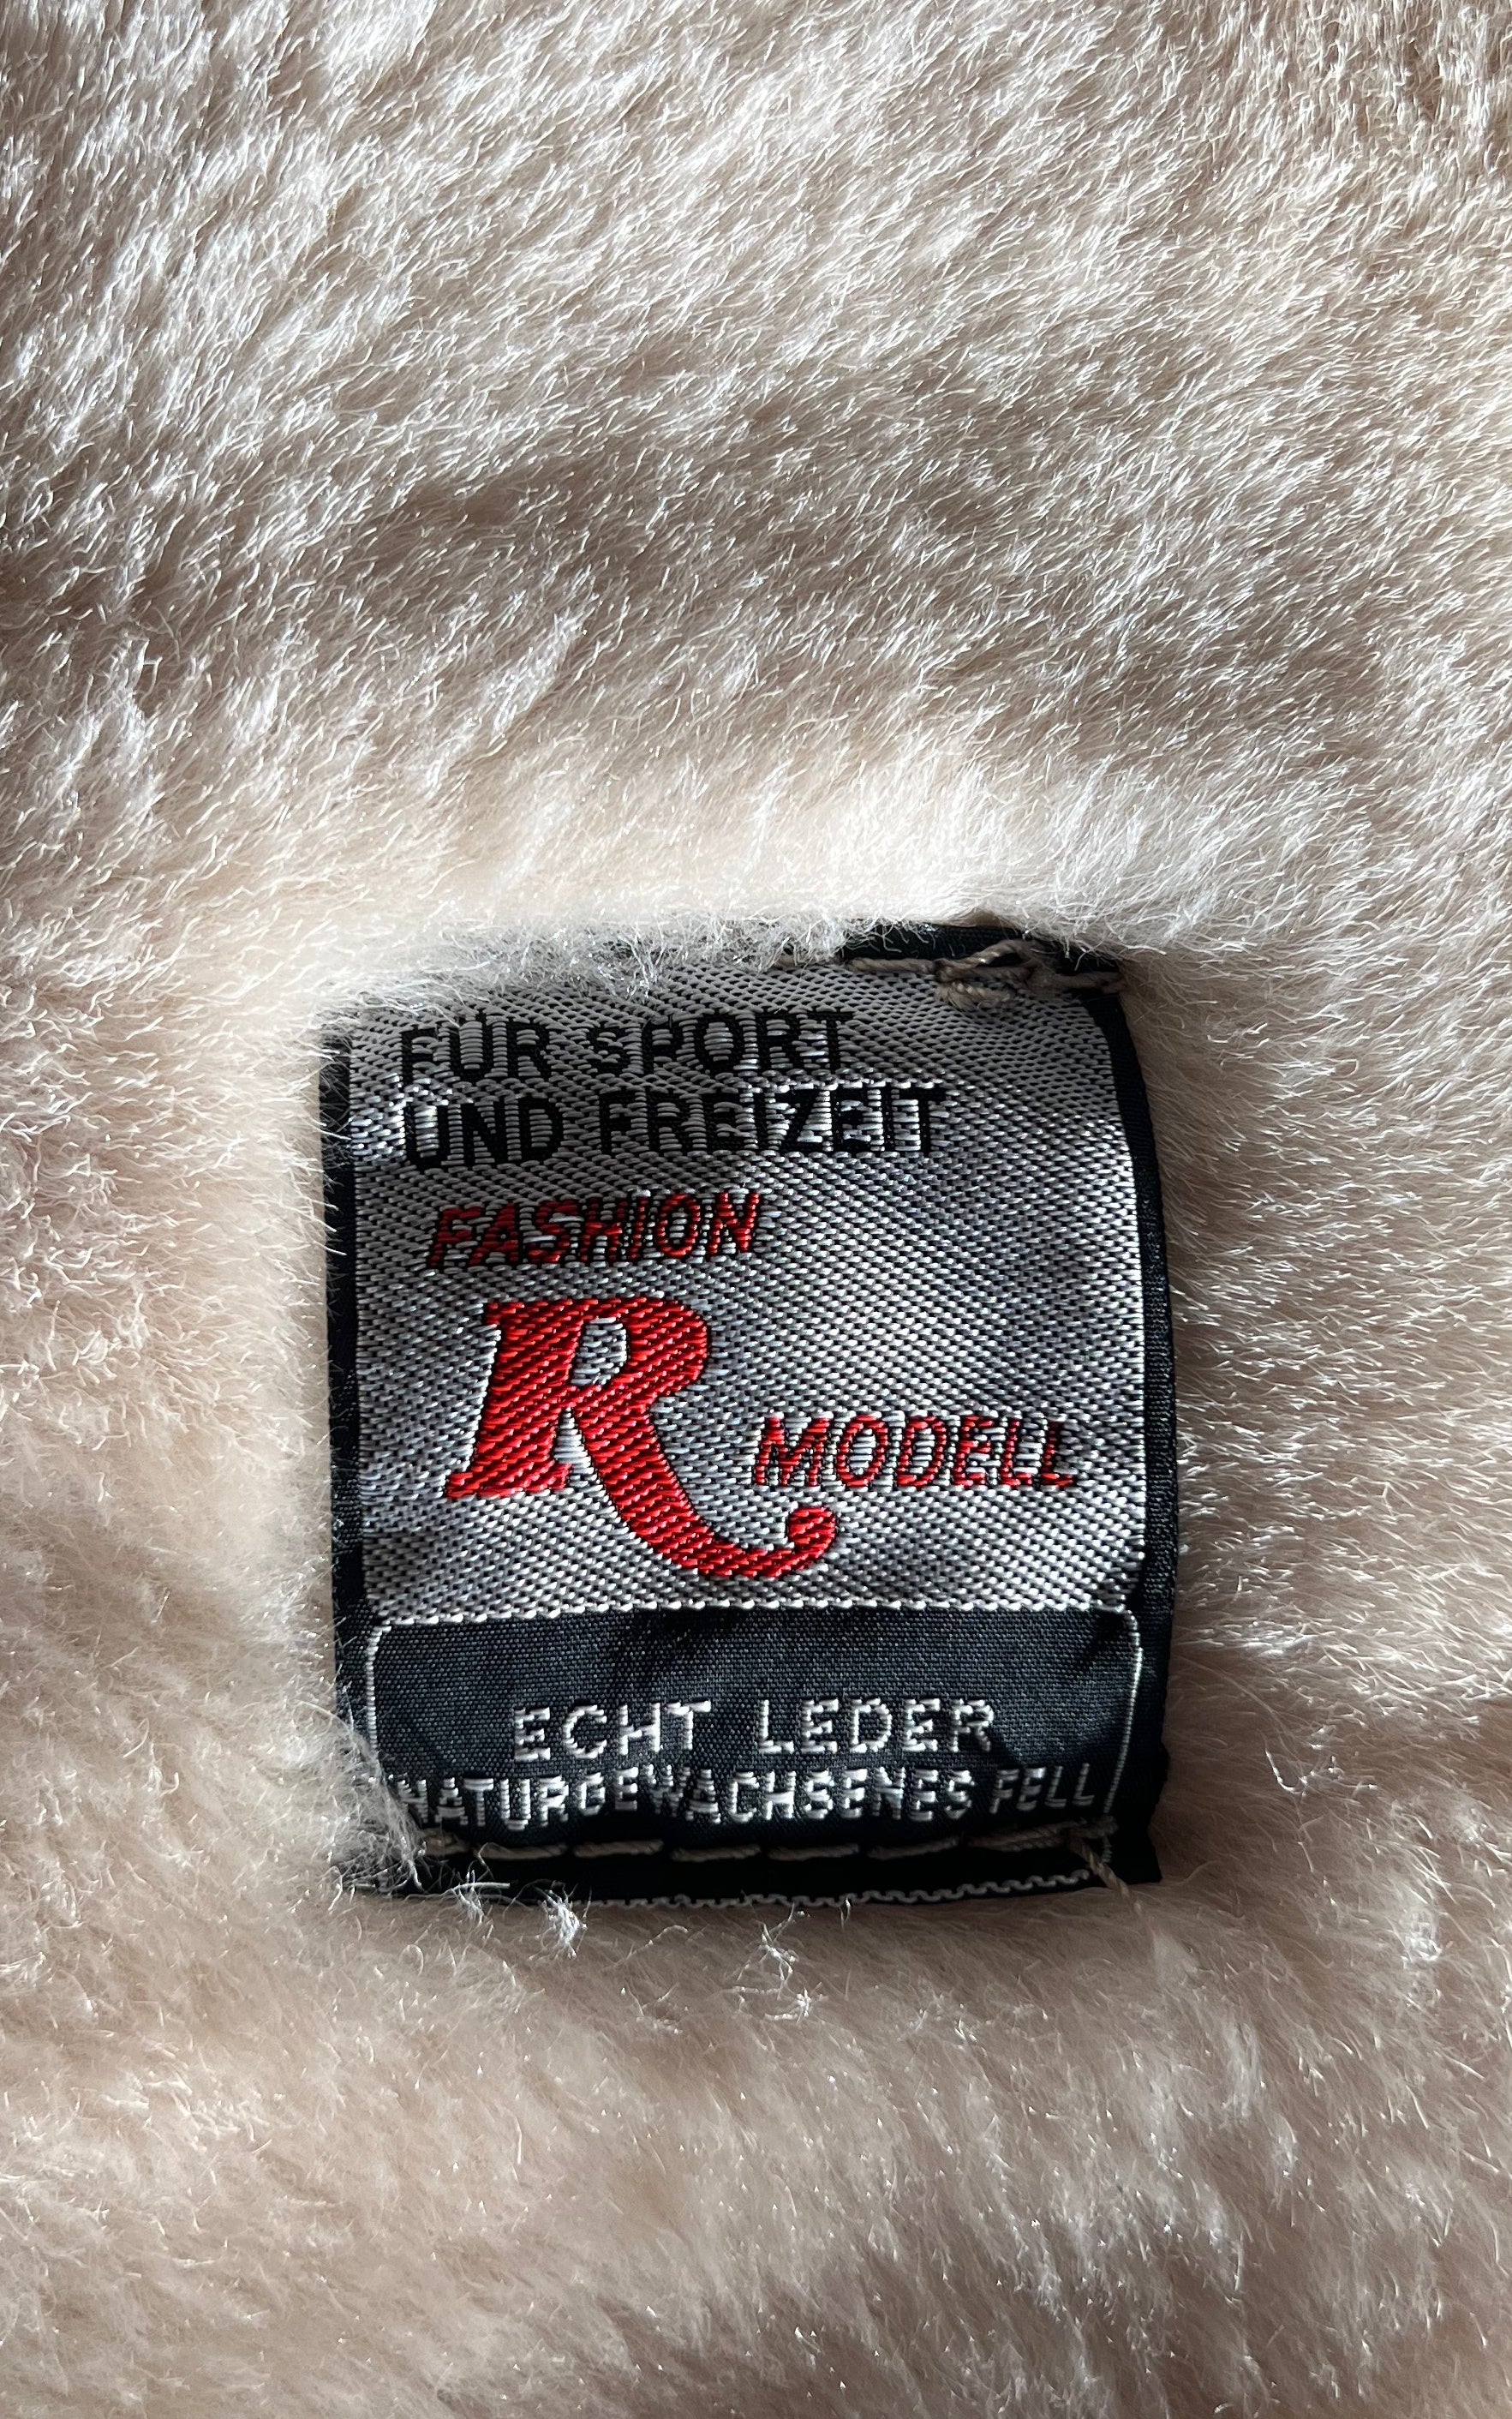 FÜR SPORT
UND FREIZEIT
FASHION
R MODELL
ECHT LEDER
NATURGEWACHSENES FELL